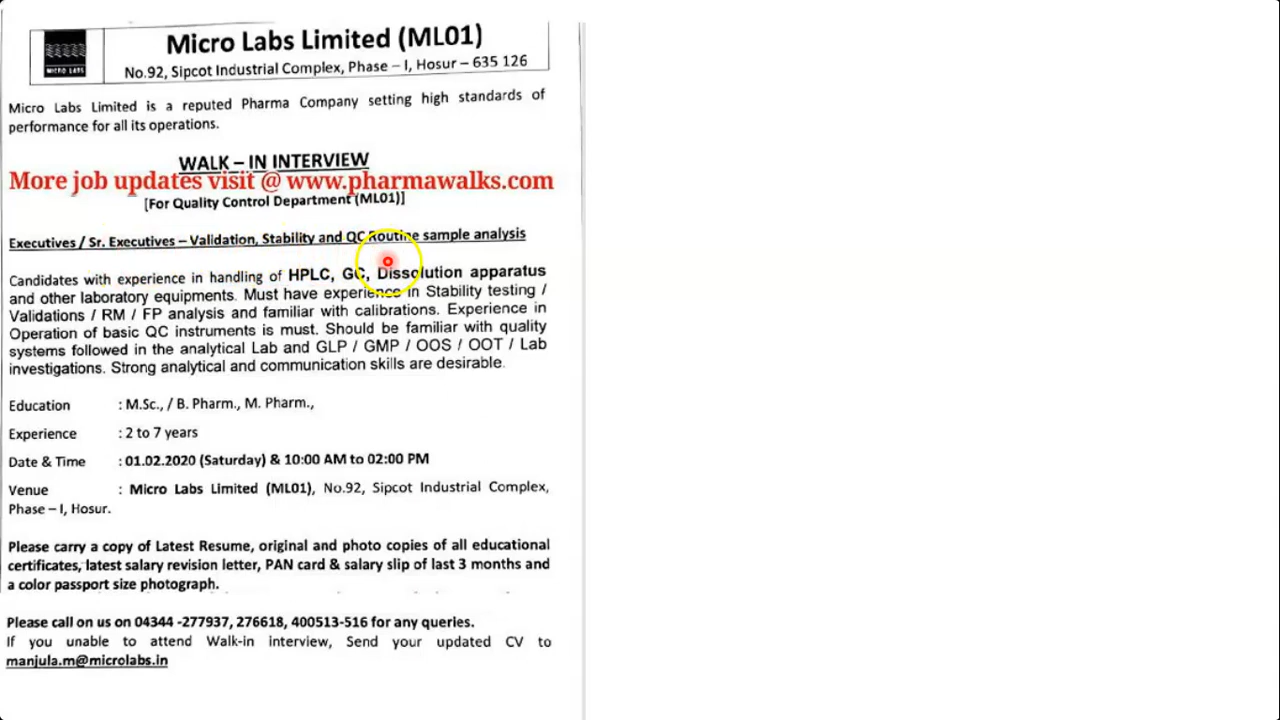 MICRO LABS
Micro Labs Limited (ML01)
No.92, Sipcot Industrial Complex, Phase – I, Hosur – 635 126
Micro Labs Limited is a reputed Pharma Company setting high standards of
performance for all its operations.
WALK – IN INTERVIEW
More job updates visit @ www.pharmawalks.com
[For Quality Control Department (ML01)]
Executives / Sr. Executives – Validation, Stability and QC Routine sample analysis
Candidates with experience in handling of HPLC, GC, Dissolution apparatus
and other laboratory equipments. Must have experience in Stability testing /
Validations / RM / FP analysis and familiar with calibrations. Experience in
Operation of basic QC instruments is must. Should be familiar with quality
systems followed in the analytical Lab and GLP / GMP / OOS / OOT / Lab
investigations. Strong analytical and communication skills are desirable.
Education : M.Sc., / B. Pharm., M. Pharm.,
Experience : 2 to 7 years
Date & Time : 01.02.2020 (Saturday) & 10:00 AM to 02:00 PM
Venue : Micro Labs Limited (ML01), No.92, Sipcot Industrial Complex,
Phase – I, Hosur.
Please carry a copy of Latest Resume, original and photo copies of all educational
certificates, latest salary revision letter, PAN card & salary slip of last 3 months and
a color passport size photograph.
Please call on us on 04344 -277937, 276618, 400513-516 for any queries.
If you unable to attend Walk-in interview, Send your updated CV to
manjula.m@microlabs.in